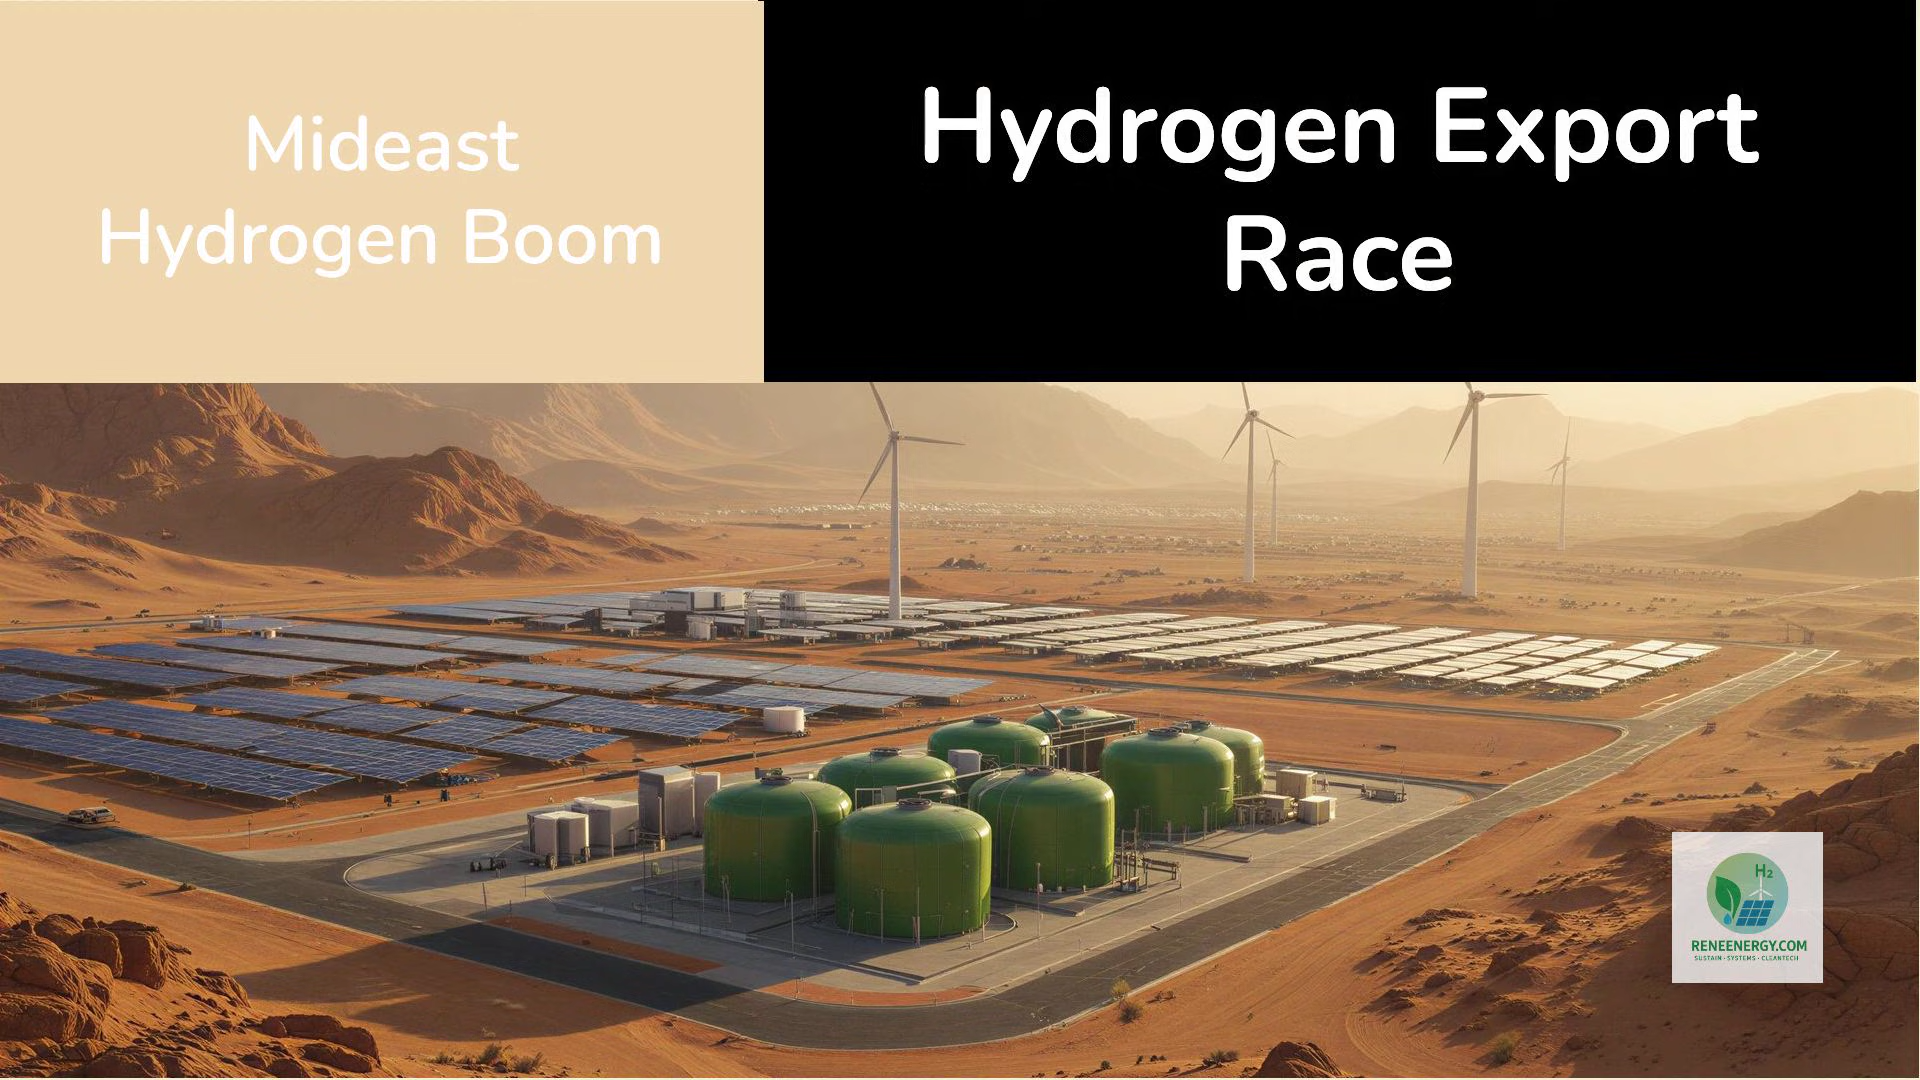 Mideast
Hydrogen Boom
Hydrogen Export
Race
H₂
RENEENERGY.COM
SUSTAIN · SYSTEMS · CLEANTECH